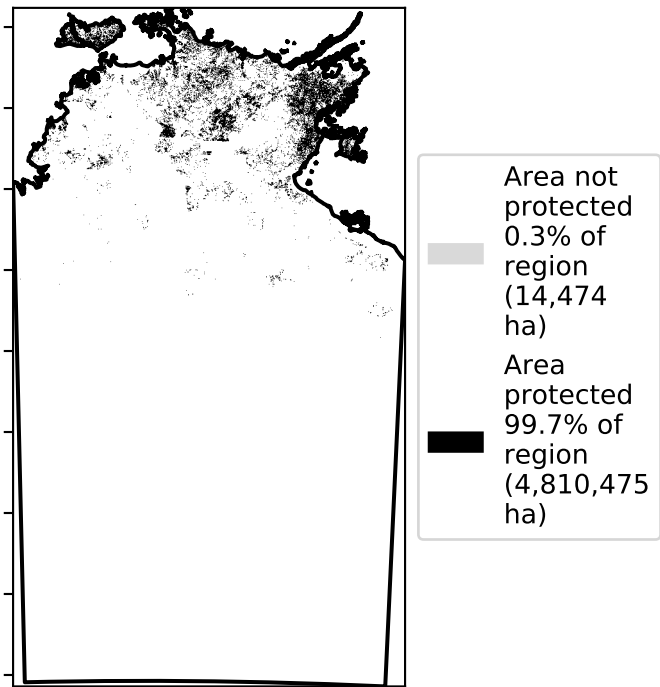 Area not
protected
0.3% of
region
(14,474
ha)
Area
protected
99.7% of
region
(4,810,475
ha)